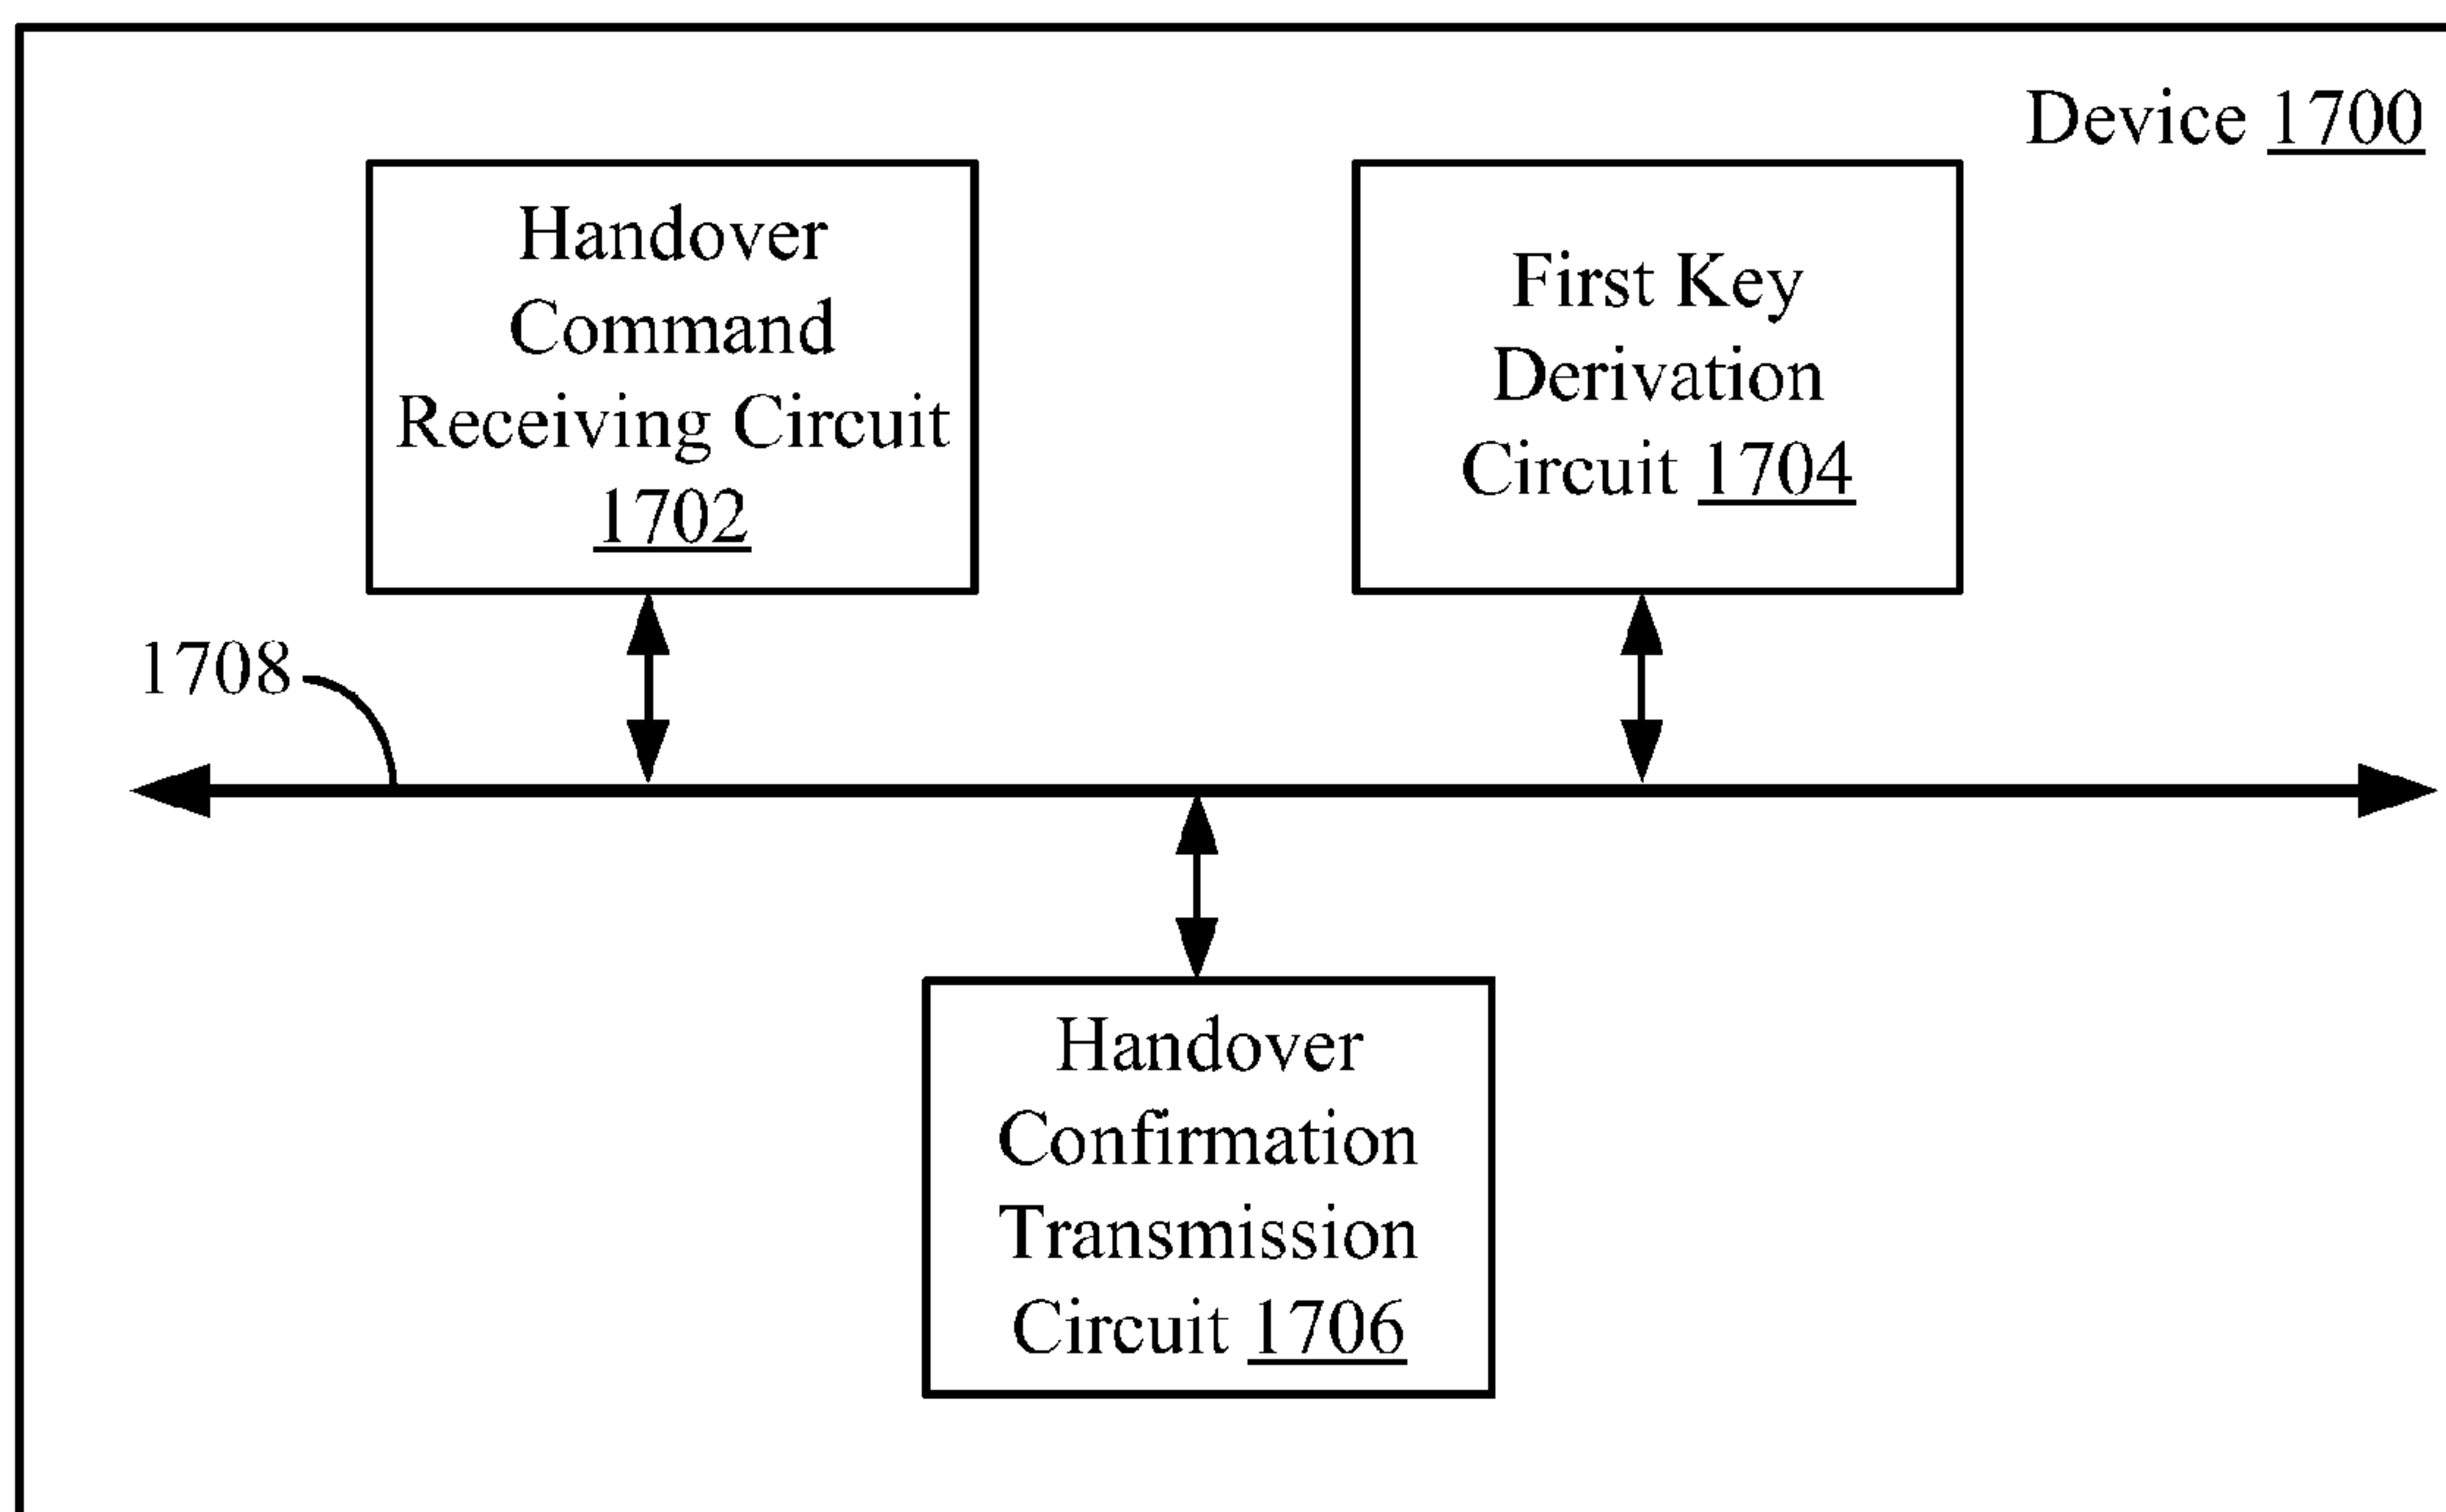 Device 1700
Handover
Command
Receiving Circuit
1702
First Key
Derivation
Circuit 1704
1708
Handover
Confirmation
Transmission
Circuit 1706